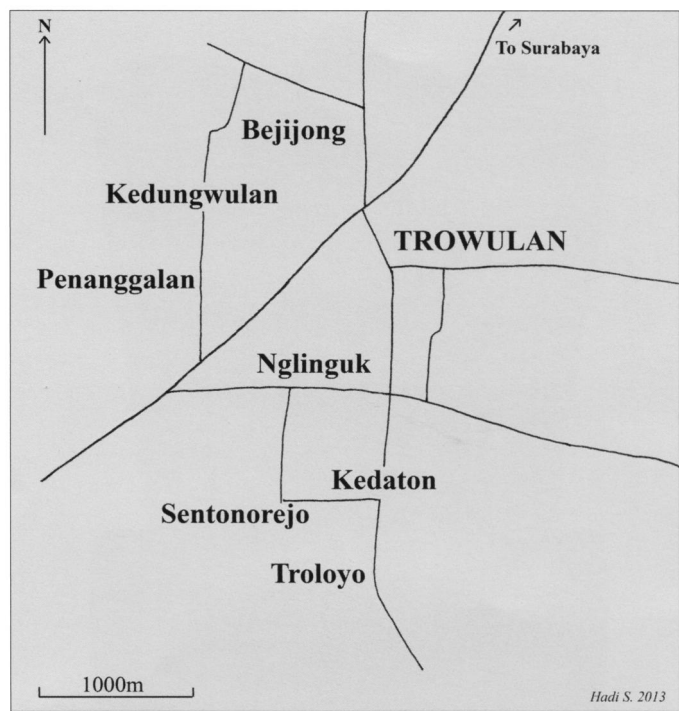 N
To Surabaya
Bejijong
Kedungwulan
TROWULAN
Penanggalan
Nglinguk
Kedaton
Sentonorejo
Troloyo
1000m
Hadi S. 2013